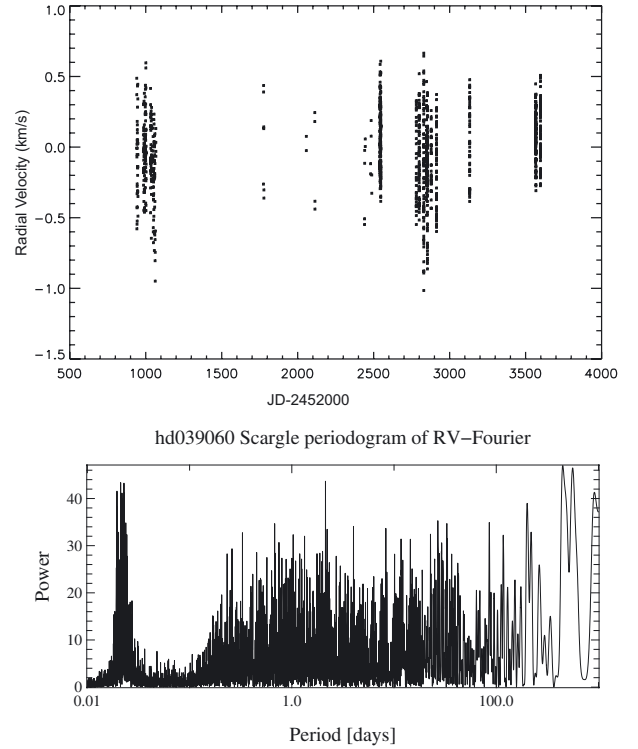 1.0
0.5
0.0
−0.5
−1.0
−1.5
Radial Velocity (km/s)
500 1000 1500 2000 2500 3000 3500 4000
JD-2452000
hd039060 Scargle periodogram of RV−Fourier
40
30
20
10
0
Power
0.01 1.0 100.0
Period [days]